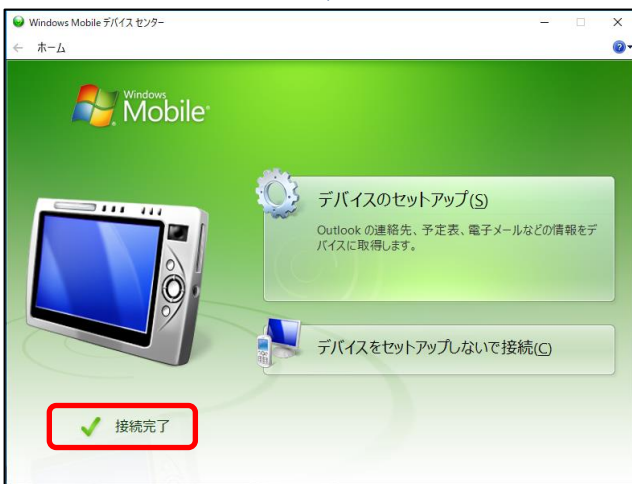 Windows Mobile デバイス センター
ホーム
Windows
Mobile
デバイスのセットアップ(S)
Outlook の連絡先、予定表、電子メールなどの情報をデ
バイスに取得します。
デバイスをセットアップしないで接続(C)
接続完了